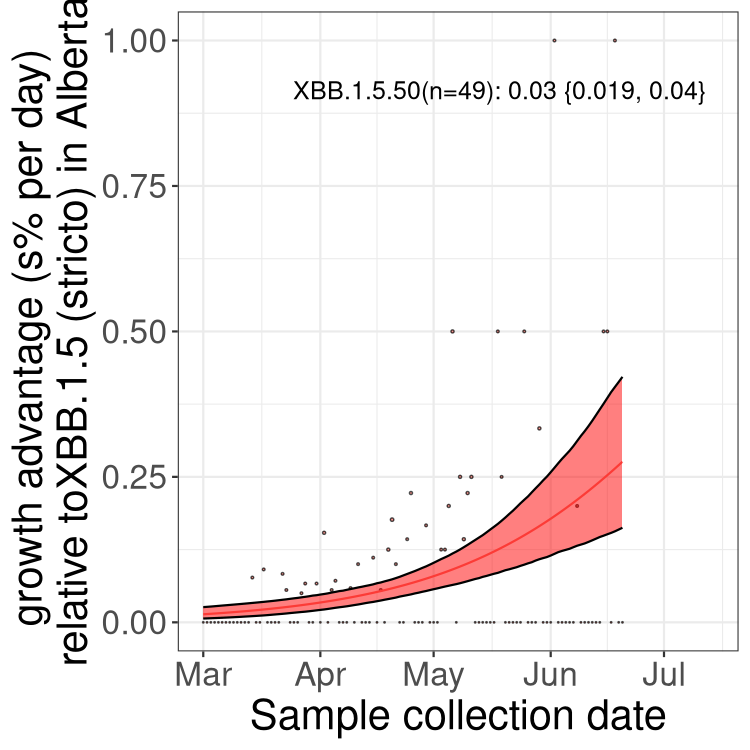 growth advantage (s% per day)
relative toXBB.1.5 (stricto) in Alberta
1.00
XBB.1.5.50(n=49): 0.03 {0.019, 0.04}
0.75
0.50
0.25
0.00
Mar Apr May Jun Jul
Sample collection date